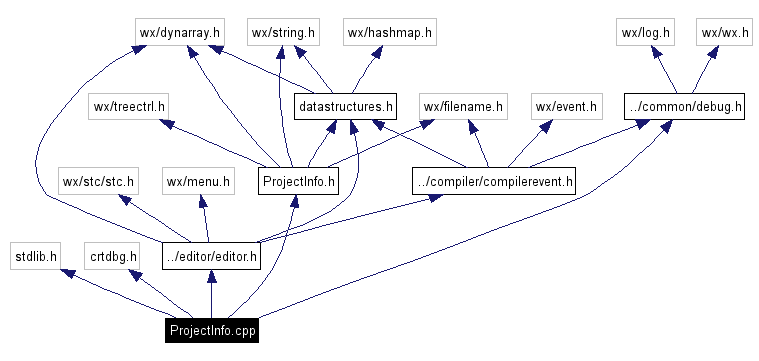 wx/dynarray.h
wx/string.h
wx/hashmap.h
wx/log.h
wx/wx.h
wx/treectrl.h
datastructures.h
wx/filename.h
wx/event.h
../common/debug.h
wx/stc/stc.h
wx/menu.h
ProjectInfo.h
../compiler/compilerevent.h
stdlib.h
crtdbg.h
../editor/editor.h
ProjectInfo.cpp